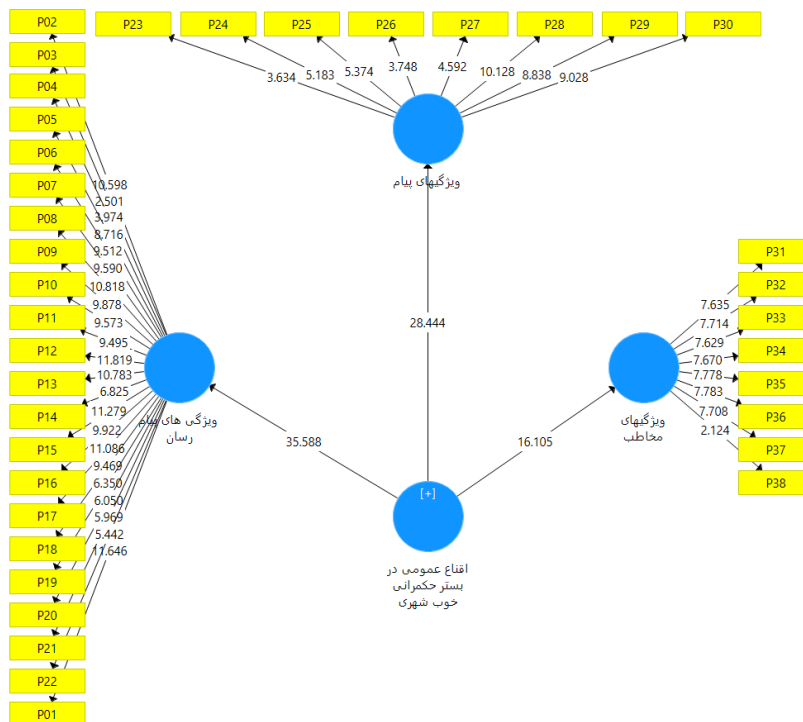 P02
P03
P04
P05
P06
P07
P08
P09
P10
P11
P12
P13
P14
P15
P16
P17
P18
P19
P20
P21
P22
P01
P23
P24
P25
P26
P27
P28
P29
P30
3.634
5.183
5.374
3.748
4.592
10.128
8.838
9.028
ویژگیهای پیام
10.598
2.501
3.974
8.716
9.512
9.590
10.818
9.878
9.573
9.495
11.819
10.783
6.825
11.279
9.922
11.086
9.469
6.350
6.050
5.969
5.442
11.646
ویژگی های پیام
رسان
28.444
35.588
16.105
[+]
اقناع عمومی در
بستر حکمرانی
خوب شهری
ویژگیهای
مخاطب
7.635
7.714
7.629
7.670
7.778
7.783
7.708
2.124
P31
P32
P33
P34
P35
P36
P37
P38